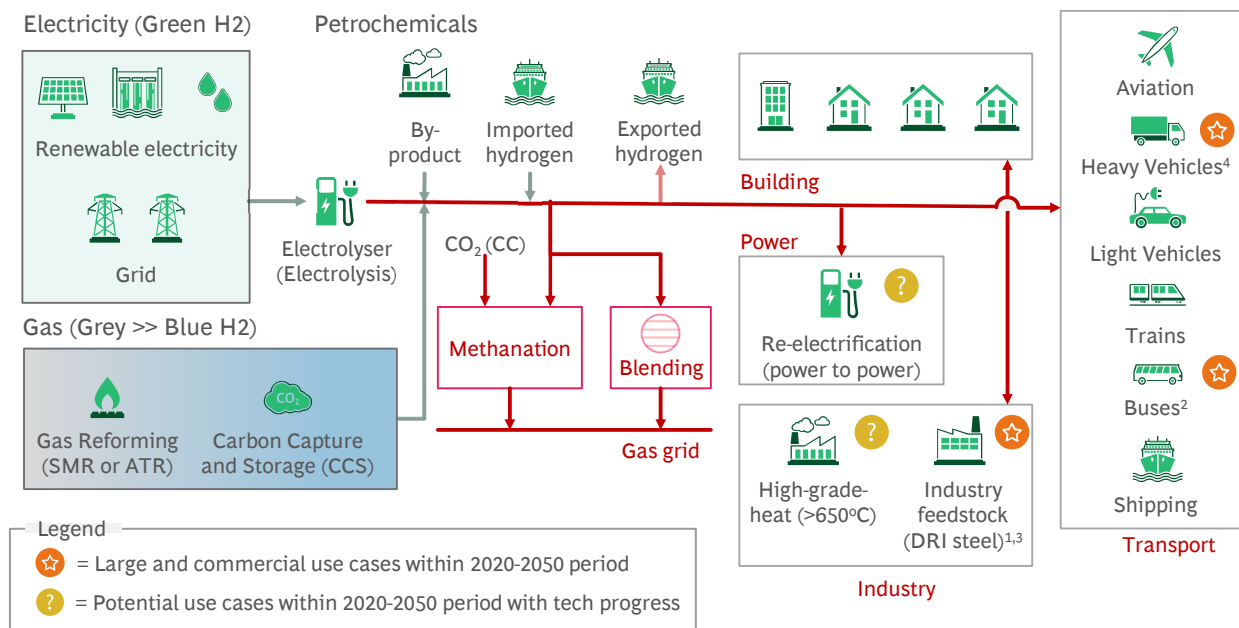 Electricity (Green H2)
Renewable electricity
Grid
Gas (Grey >> Blue H2)
Gas Reforming
(SMR or ATR)
CO₂
Carbon Capture
and Storage (CCS)
Electrolyser
(Electrolysis)
Petrochemicals
By-
product
Imported
hydrogen
Exported
hydrogen
CO₂ (CC)
Methanation
Blending
Gas grid
Building
Power
?
Re-electrification
(power to power)
?
High-grade-
heat (>650°C)
Industry
feedstock
(DRI steel)¹,³
Industry
Aviation
Heavy Vehicles⁴
Light Vehicles
Trains
Buses²
Shipping
Transport
Legend
= Large and commercial use cases within 2020-2050 period
? = Potential use cases within 2020-2050 period with tech progress